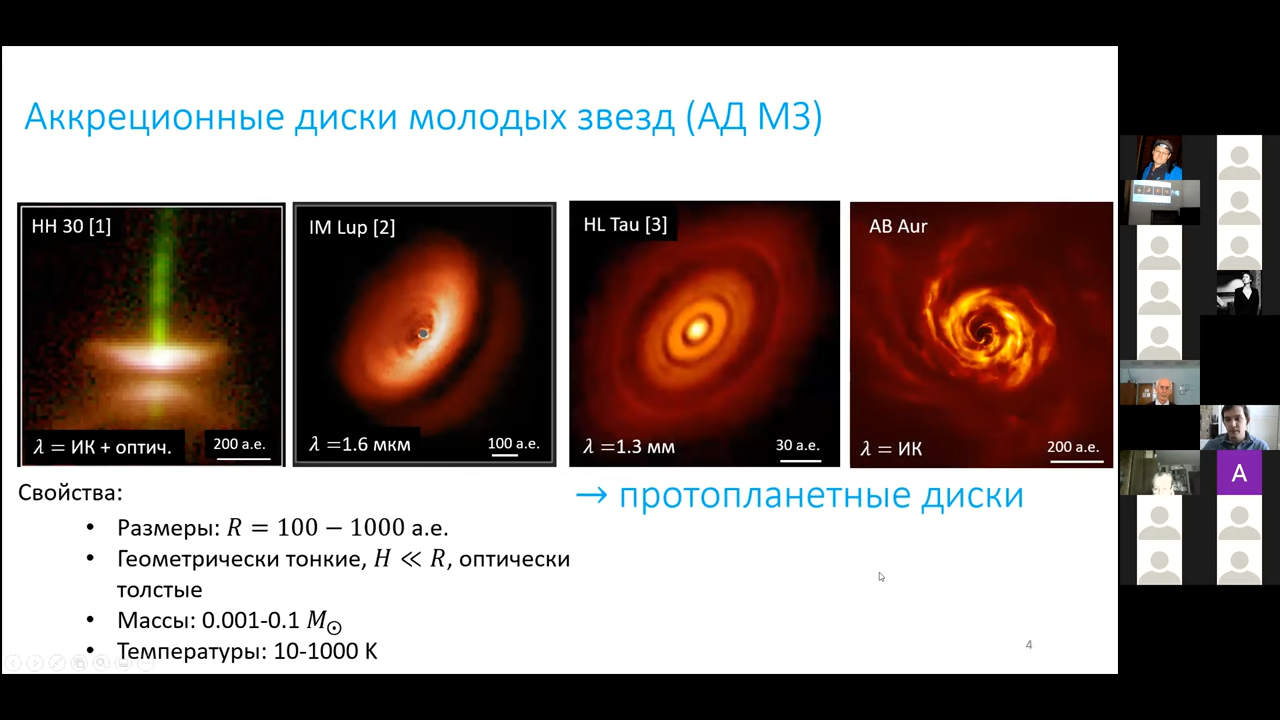 Аккреционные диски молодых звезд (АД МЗ)
HH 30 [1]
λ = ИК + оптич.
200 а.е.
IM Lup [2]
λ =1.6 мкм
100 а.е.
HL Tau [3]
λ =1.3 мм
30 а.е.
AB Aur
λ = ИК
200 а.е.
Свойства:
• Размеры: R = 100 − 1000 а.е.
• Геометрически тонкие, H ≪ R, оптически
толстые
• Массы: 0.001-0.1 M⊙
• Температуры: 10-1000 K
→ протопланетные диски
4
A